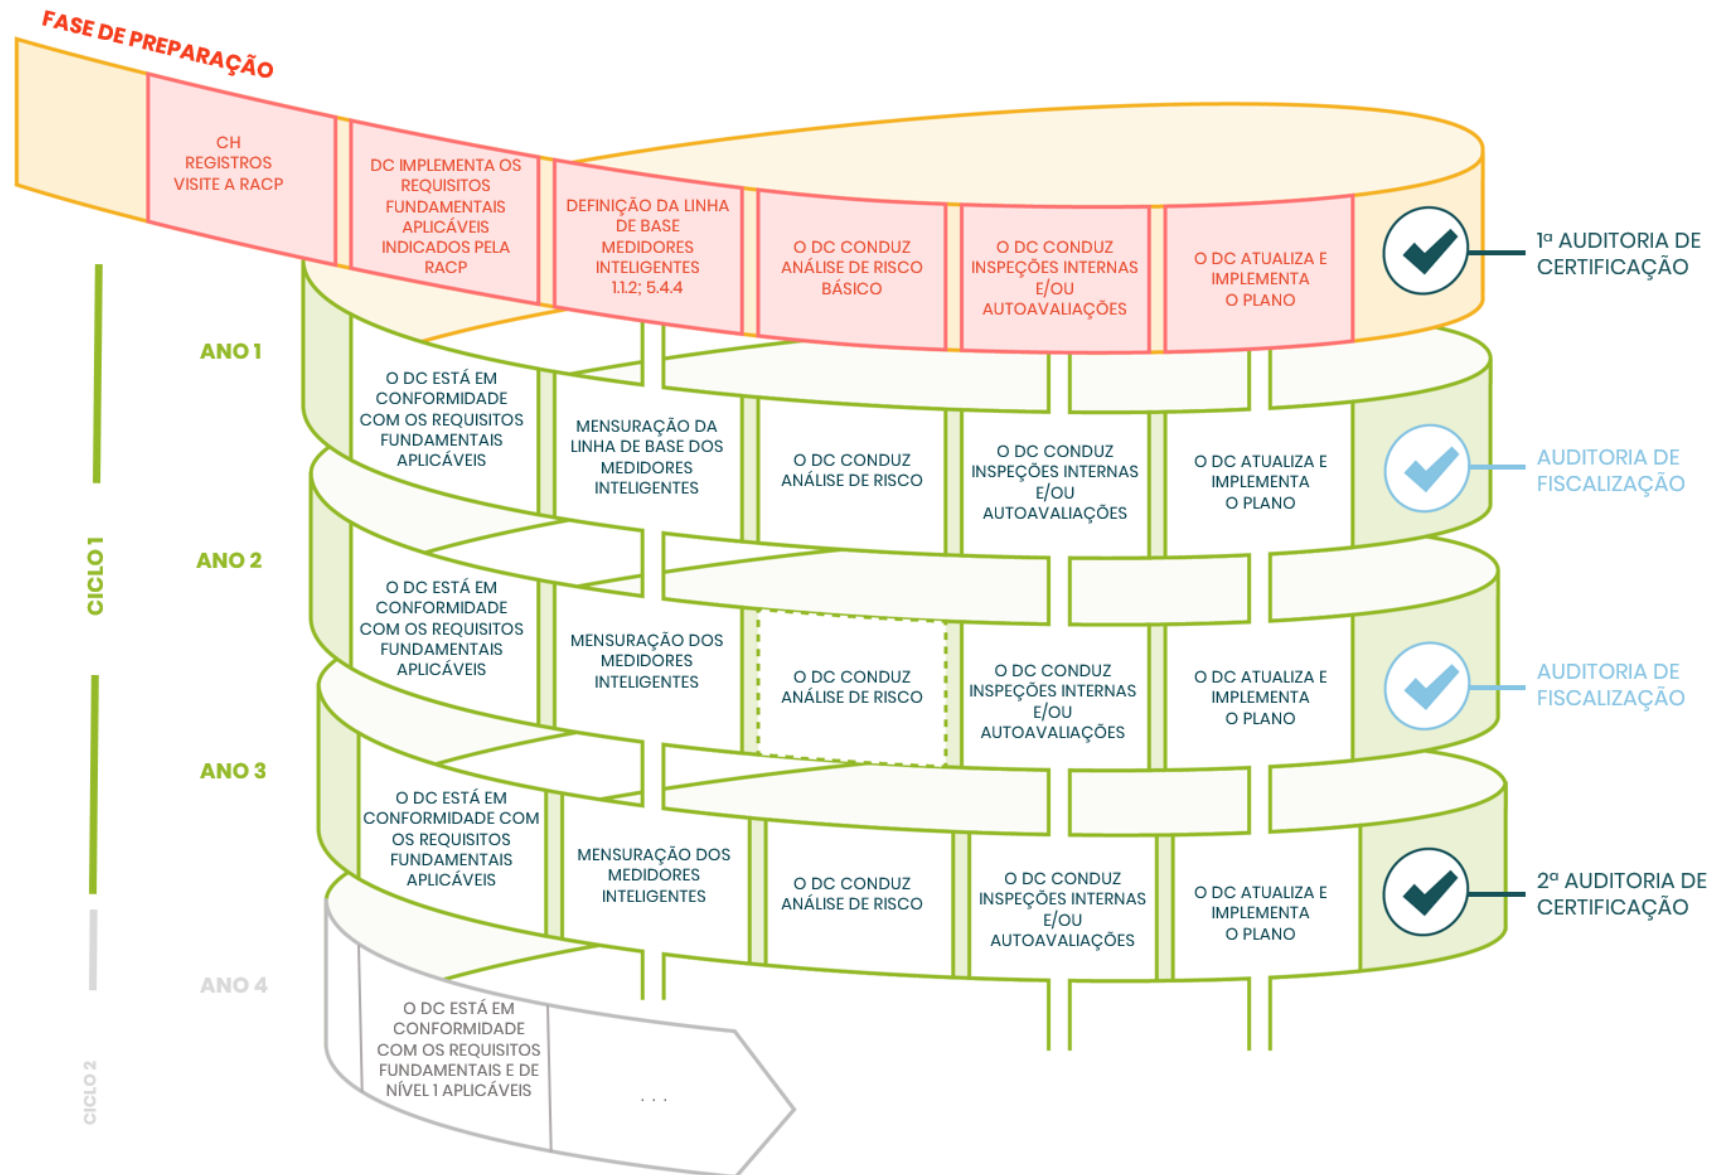 FASE DE PREPARAÇÃO
CH
REGISTROS
VISITE A RACP
DC IMPLEMENTA OS
REQUISITOS
FUNDAMENTAIS
APLICÁVEIS
INDICADOS PELA
RACP
DEFINIÇÃO DA LINHA
DE BASE
MEDIDORES
INTELIGENTES
1.1.2; 5.4.4
O DC CONDUZ
ANÁLISE DE RISCO
BÁSICO
O DC CONDUZ
INSPEÇÕES INTERNAS
E/OU
AUTOAVALIAÇÕES
O DC ATUALIZA E
IMPLEMENTA
O PLANO
1ª AUDITORIA DE
CERTIFICAÇÃO
CICLO 1
ANO 1
O DC ESTÁ EM
CONFORMIDADE
COM OS REQUISITOS
FUNDAMENTAIS
APLICÁVEIS
MENSURAÇÃO DA
LINHA DE BASE DOS
MEDIDORES
INTELIGENTES
O DC CONDUZ
ANÁLISE DE RISCO
O DC CONDUZ
INSPEÇÕES INTERNAS
E/OU
AUTOAVALIAÇÕES
O DC ATUALIZA E
IMPLEMENTA
O PLANO
AUDITORIA DE
FISCALIZAÇÃO
ANO 2
O DC ESTÁ EM
CONFORMIDADE
COM OS REQUISITOS
FUNDAMENTAIS
APLICÁVEIS
MENSURAÇÃO DOS
MEDIDORES
INTELIGENTES
O DC CONDUZ
ANÁLISE DE RISCO
O DC CONDUZ
INSPEÇÕES INTERNAS
E/OU
AUTOAVALIAÇÕES
O DC ATUALIZA E
IMPLEMENTA
O PLANO
AUDITORIA DE
FISCALIZAÇÃO
ANO 3
O DC ESTÁ EM
CONFORMIDADE COM
OS REQUISITOS
FUNDAMENTAIS
APLICÁVEIS
MENSURAÇÃO DOS
MEDIDORES
INTELIGENTES
O DC CONDUZ
ANÁLISE DE RISCO
O DC CONDUZ
INSPEÇÕES INTERNAS
E/OU
AUTOAVALIAÇÕES
O DC ATUALIZA E
IMPLEMENTA
O PLANO
2ª AUDITORIA DE
CERTIFICAÇÃO
CICLO 2
ANO 4
O DC ESTÁ EM
CONFORMIDADE
COM OS REQUISITOS
FUNDAMENTAIS E DE
NÍVEL 1 APLICÁVEIS
. . .